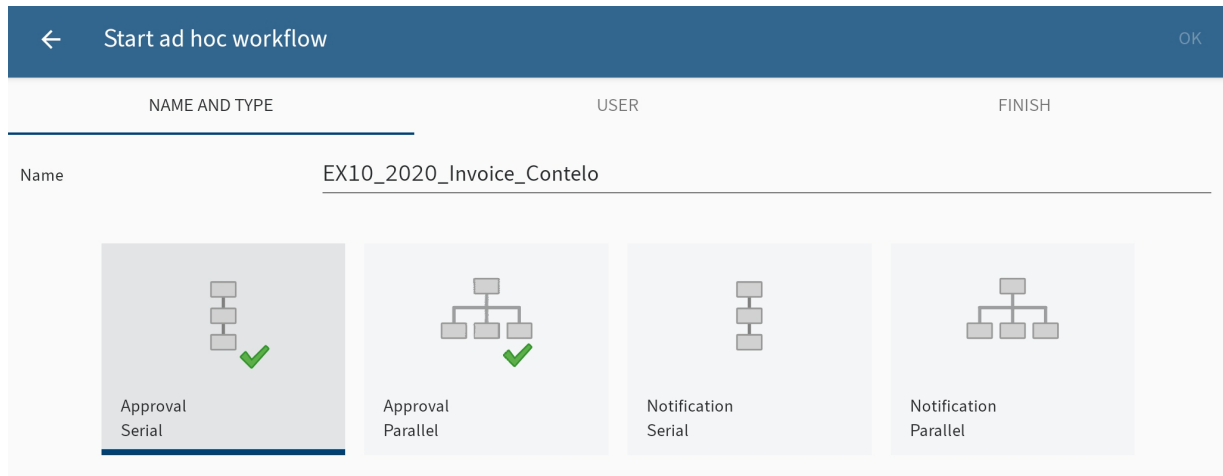 Start ad hoc workflow
OK
NAME AND TYPE
USER
FINISH
Name
EX10_2020_Invoice_Contelo
Approval
Serial
Approval
Parallel
Notification
Serial
Notification
Parallel